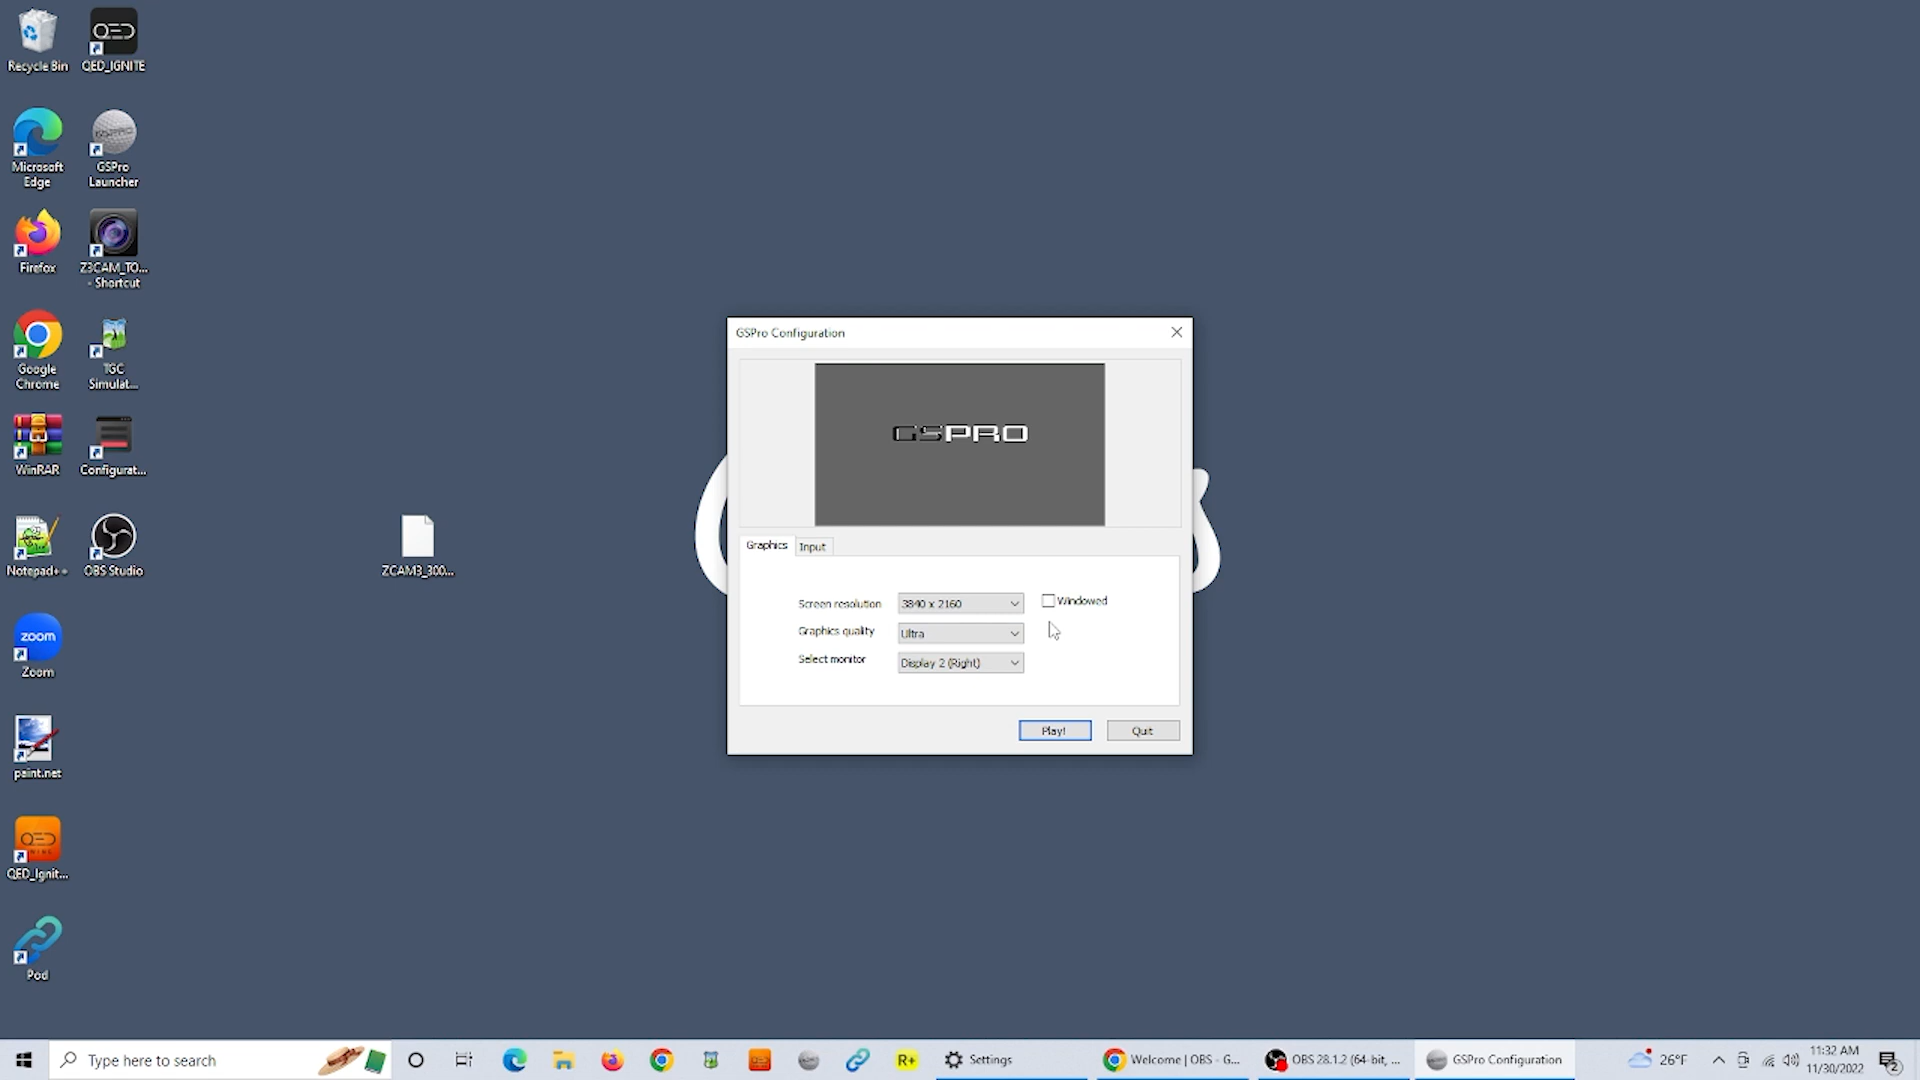 Recycle Bin
QED_IGNITE
Microsoft
Edge
GSPro
Launcher
Firefox
Z3CAM_TO...
- Shortcut
Google
Chrome
TGC
Simulat...
WinRAR
Configurat...
Notepad++
OBS Studio
ZCAM3_300...
zoom
Zoom
paint.net
QED
QED_Ignit...
Pod
GSPro Configuration
GSPRO
Graphics
Input
Screen resolution
3840 x 2160
Windowed
Graphics quality
Ultra
Select monitor
Display 2 (Right)
Play!
Quit
Type here to search
R+
Settings
Welcome | OBS - G...
OBS 28.1.2 (64-bit, ...
GSPro Configuration
26°F
11:32 AM
11/30/2022
2